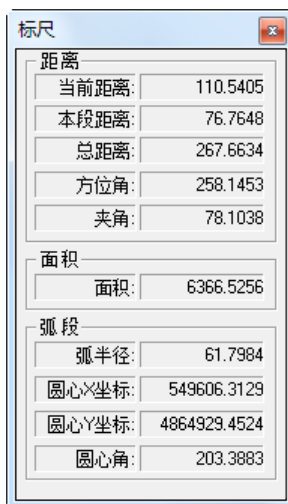 标尺
距离
当前距离: 110.5405
本段距离: 76.7648
总距离: 267.6634
方位角: 258.1453
夹角: 78.1038
面积
面积: 6366.5256
弧段
弧半径: 61.7984
圆心X坐标: 549606.3129
圆心Y坐标: 4864929.4524
圆心角: 203.3883